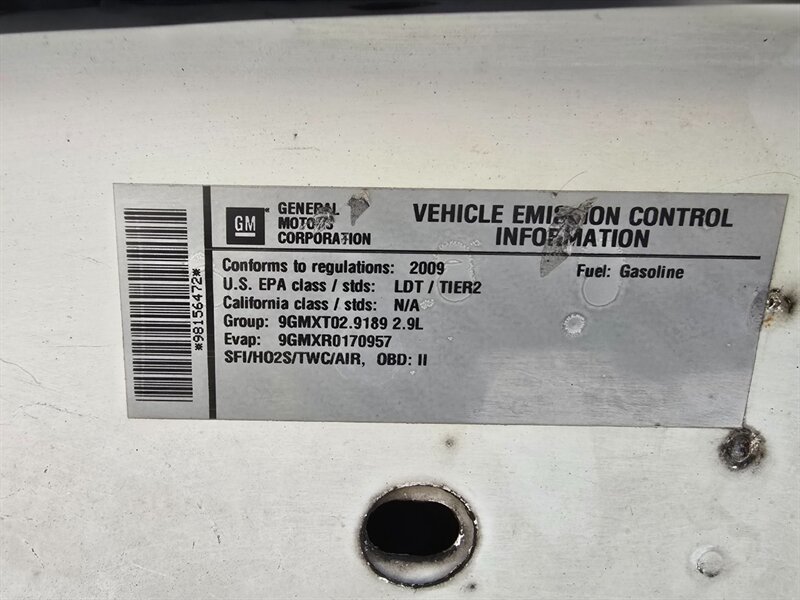 GM
GENERAL
MOTORS
CORPORATION
VEHICLE EMISSION CONTROL
INFORMATION
Conforms to regulations: 2009
Fuel: Gasoline
U.S. EPA class / stds: LDT / TIER2
California class / stds: N/A
Group: 9GMXT02.9189 2.9L
Evap: 9GMXR0170957
SFI/HO2S/TWC/AIR, OBD: II
*98156472*